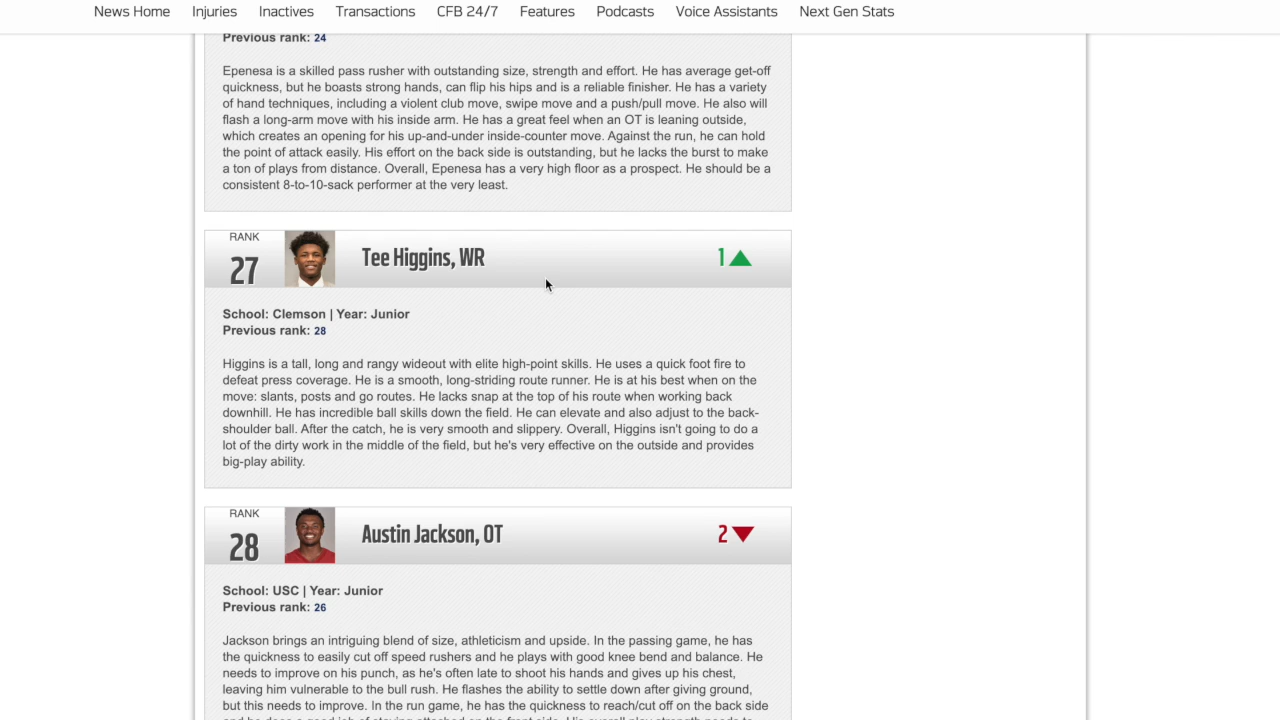 News Home Injuries Inactives Transactions CFB 24/7 Features Podcasts Voice Assistants Next Gen Stats
Previous rank: 24
Epenesa is a skilled pass rusher with outstanding size, strength and effort. He has average get-off
quickness, but he boasts strong hands, can flip his hips and is a reliable finisher. He has a variety
of hand techniques, including a violent club move, swipe move and a push/pull move. He also will
flash a long-arm move with his inside arm. He has a great feel when an OT is leaning outside,
which creates an opening for his up-and-under inside-counter move. Against the run, he can hold
the point of attack easily. His effort on the back side is outstanding, but he lacks the burst to make
a ton of plays from distance. Overall, Epenesa has a very high floor as a prospect. He should be a
consistent 8-to-10-sack performer at the very least.
RANK
27
Tee Higgins, WR
1
School: Clemson | Year: Junior
Previous rank: 28
Higgins is a tall, long and rangy wideout with elite high-point skills. He uses a quick foot fire to
defeat press coverage. He is a smooth, long-striding route runner. He is at his best when on the
move: slants, posts and go routes. He lacks snap at the top of his route when working back
downhill. He has incredible ball skills down the field. He can elevate and also adjust to the back-
shoulder ball. After the catch, he is very smooth and slippery. Overall, Higgins isn't going to do a
lot of the dirty work in the middle of the field, but he's very effective on the outside and provides
big-play ability.
RANK
28
Austin Jackson, OT
2
School: USC | Year: Junior
Previous rank: 26
Jackson brings an intriguing blend of size, athleticism and upside. In the passing game, he has
the quickness to easily cut off speed rushers and he plays with good knee bend and balance. He
needs to improve on his punch, as he's often late to shoot his hands and gives up his chest,
leaving him vulnerable to the bull rush. He flashes the ability to settle down after giving ground,
but this needs to improve. In the run game, he has the quickness to reach/cut off on the back side